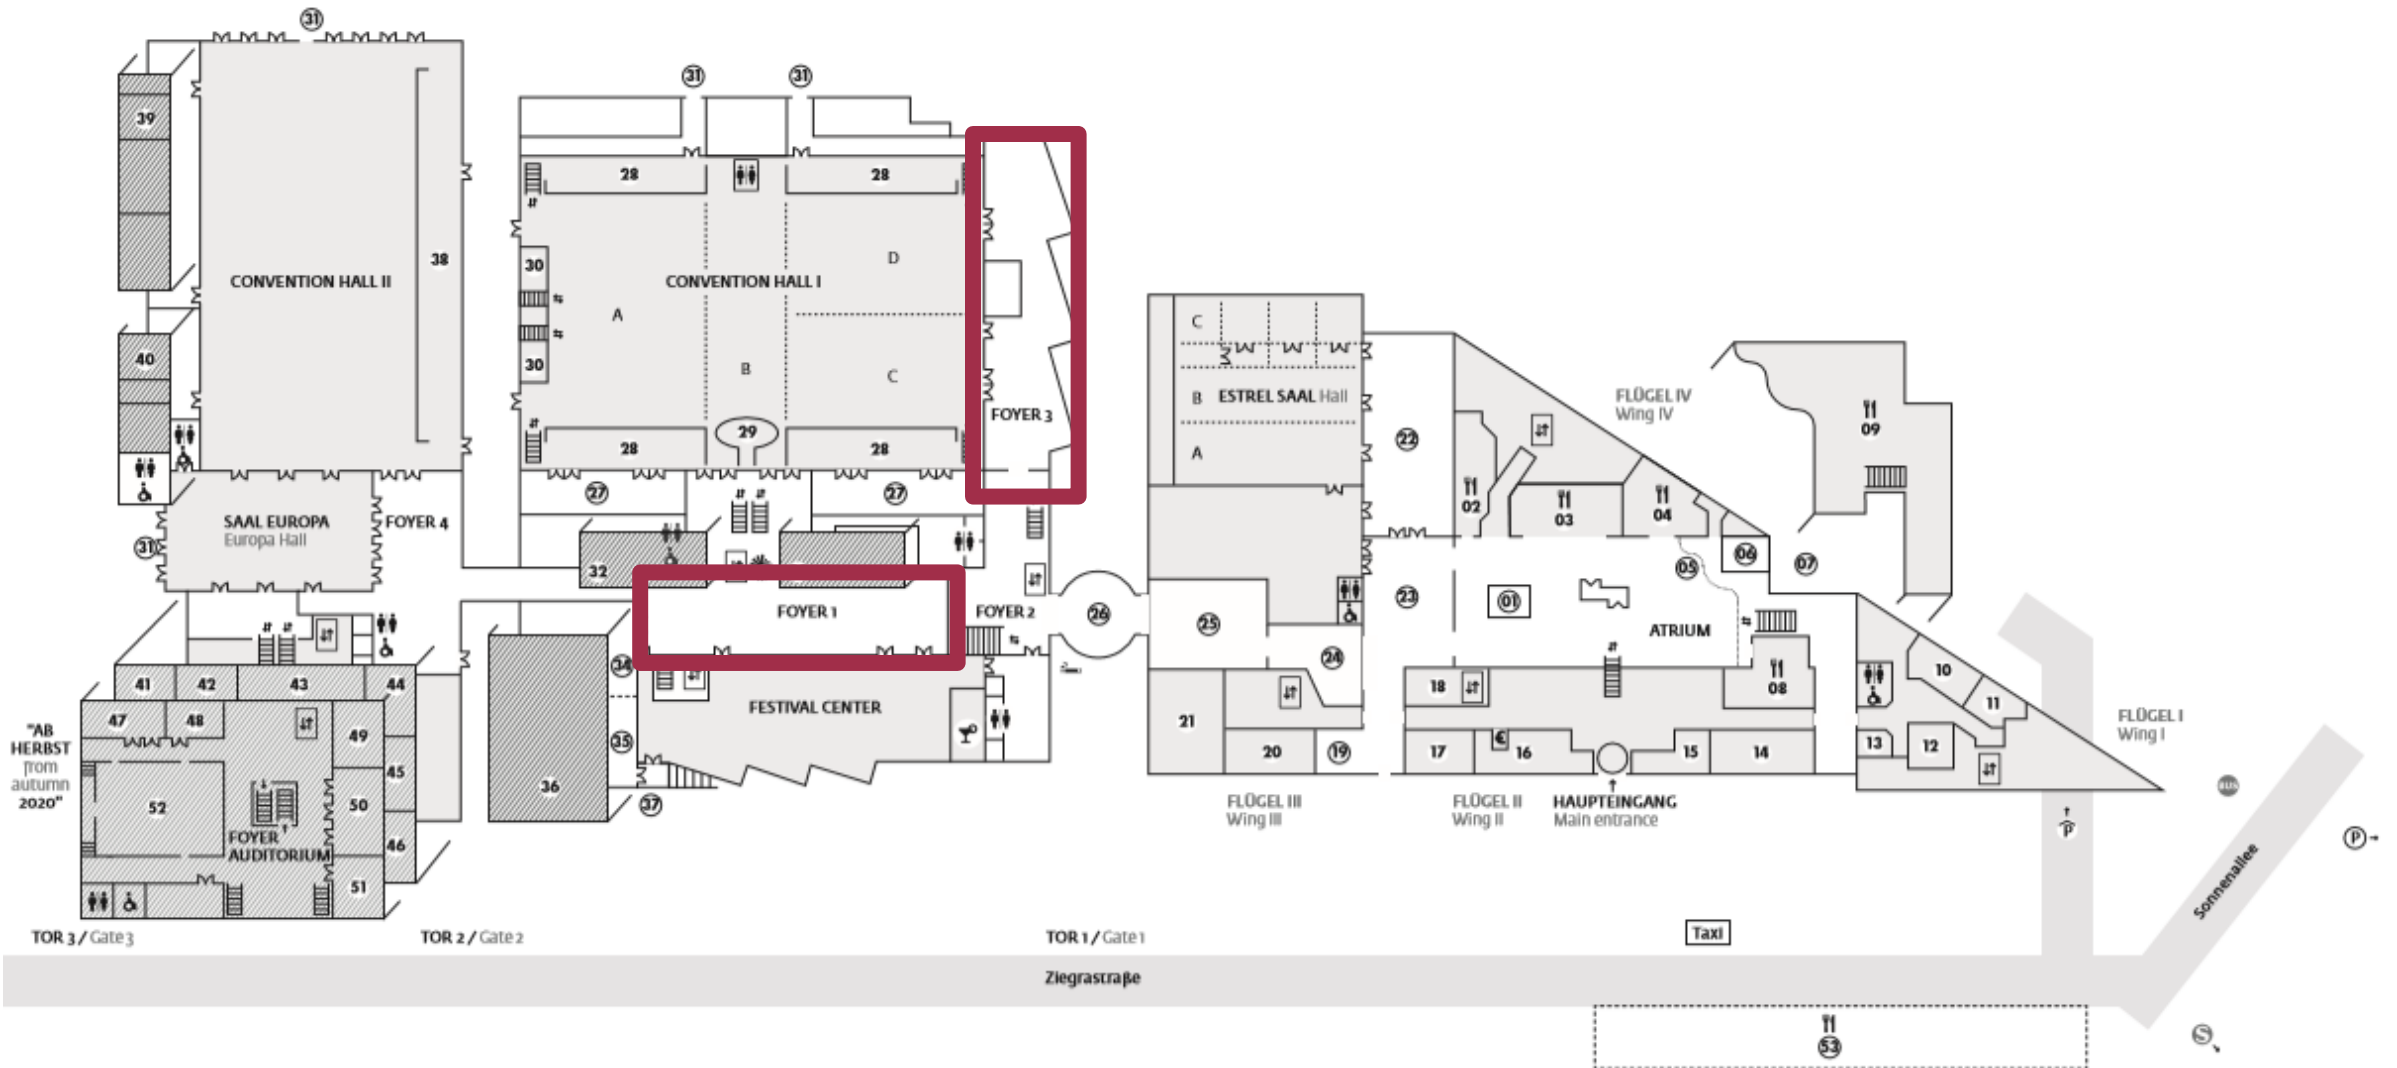 31
31
31
39
28
28
CONVENTION HALL II
38
30
CONVENTION HALL I
D
A
40
30
B
C
FOYER 3
29
28
28
27
27
SAAL EUROPA
Europa Hall
FOYER 4
31
32
FOYER 1
FOYER 2
26
C
B
ESTREL SAAL Hall
A
22
FLÜGEL IV
Wing IV
09
02
03
04
05
06
07
23
01
25
24
ATRIUM
41
42
43
44
47
48
49
45
50
46
51
52
"AB
HERBST
from
autumn
2020"
FOYER
AUDITORIUM
34
35
36
37
FESTIVAL CENTER
21
20
19
18
17
€
16
15
14
08
10
11
13
12
FLÜGEL I
Wing I
FLÜGEL III
Wing III
FLÜGEL II
Wing II
HAUPTEINGANG
Main entrance
BUS
P
P
Sonnenallee
TOR 3 / Gate 3
TOR 2 / Gate 2
TOR 1 / Gate 1
Taxi
Ziegrastraße
53
S